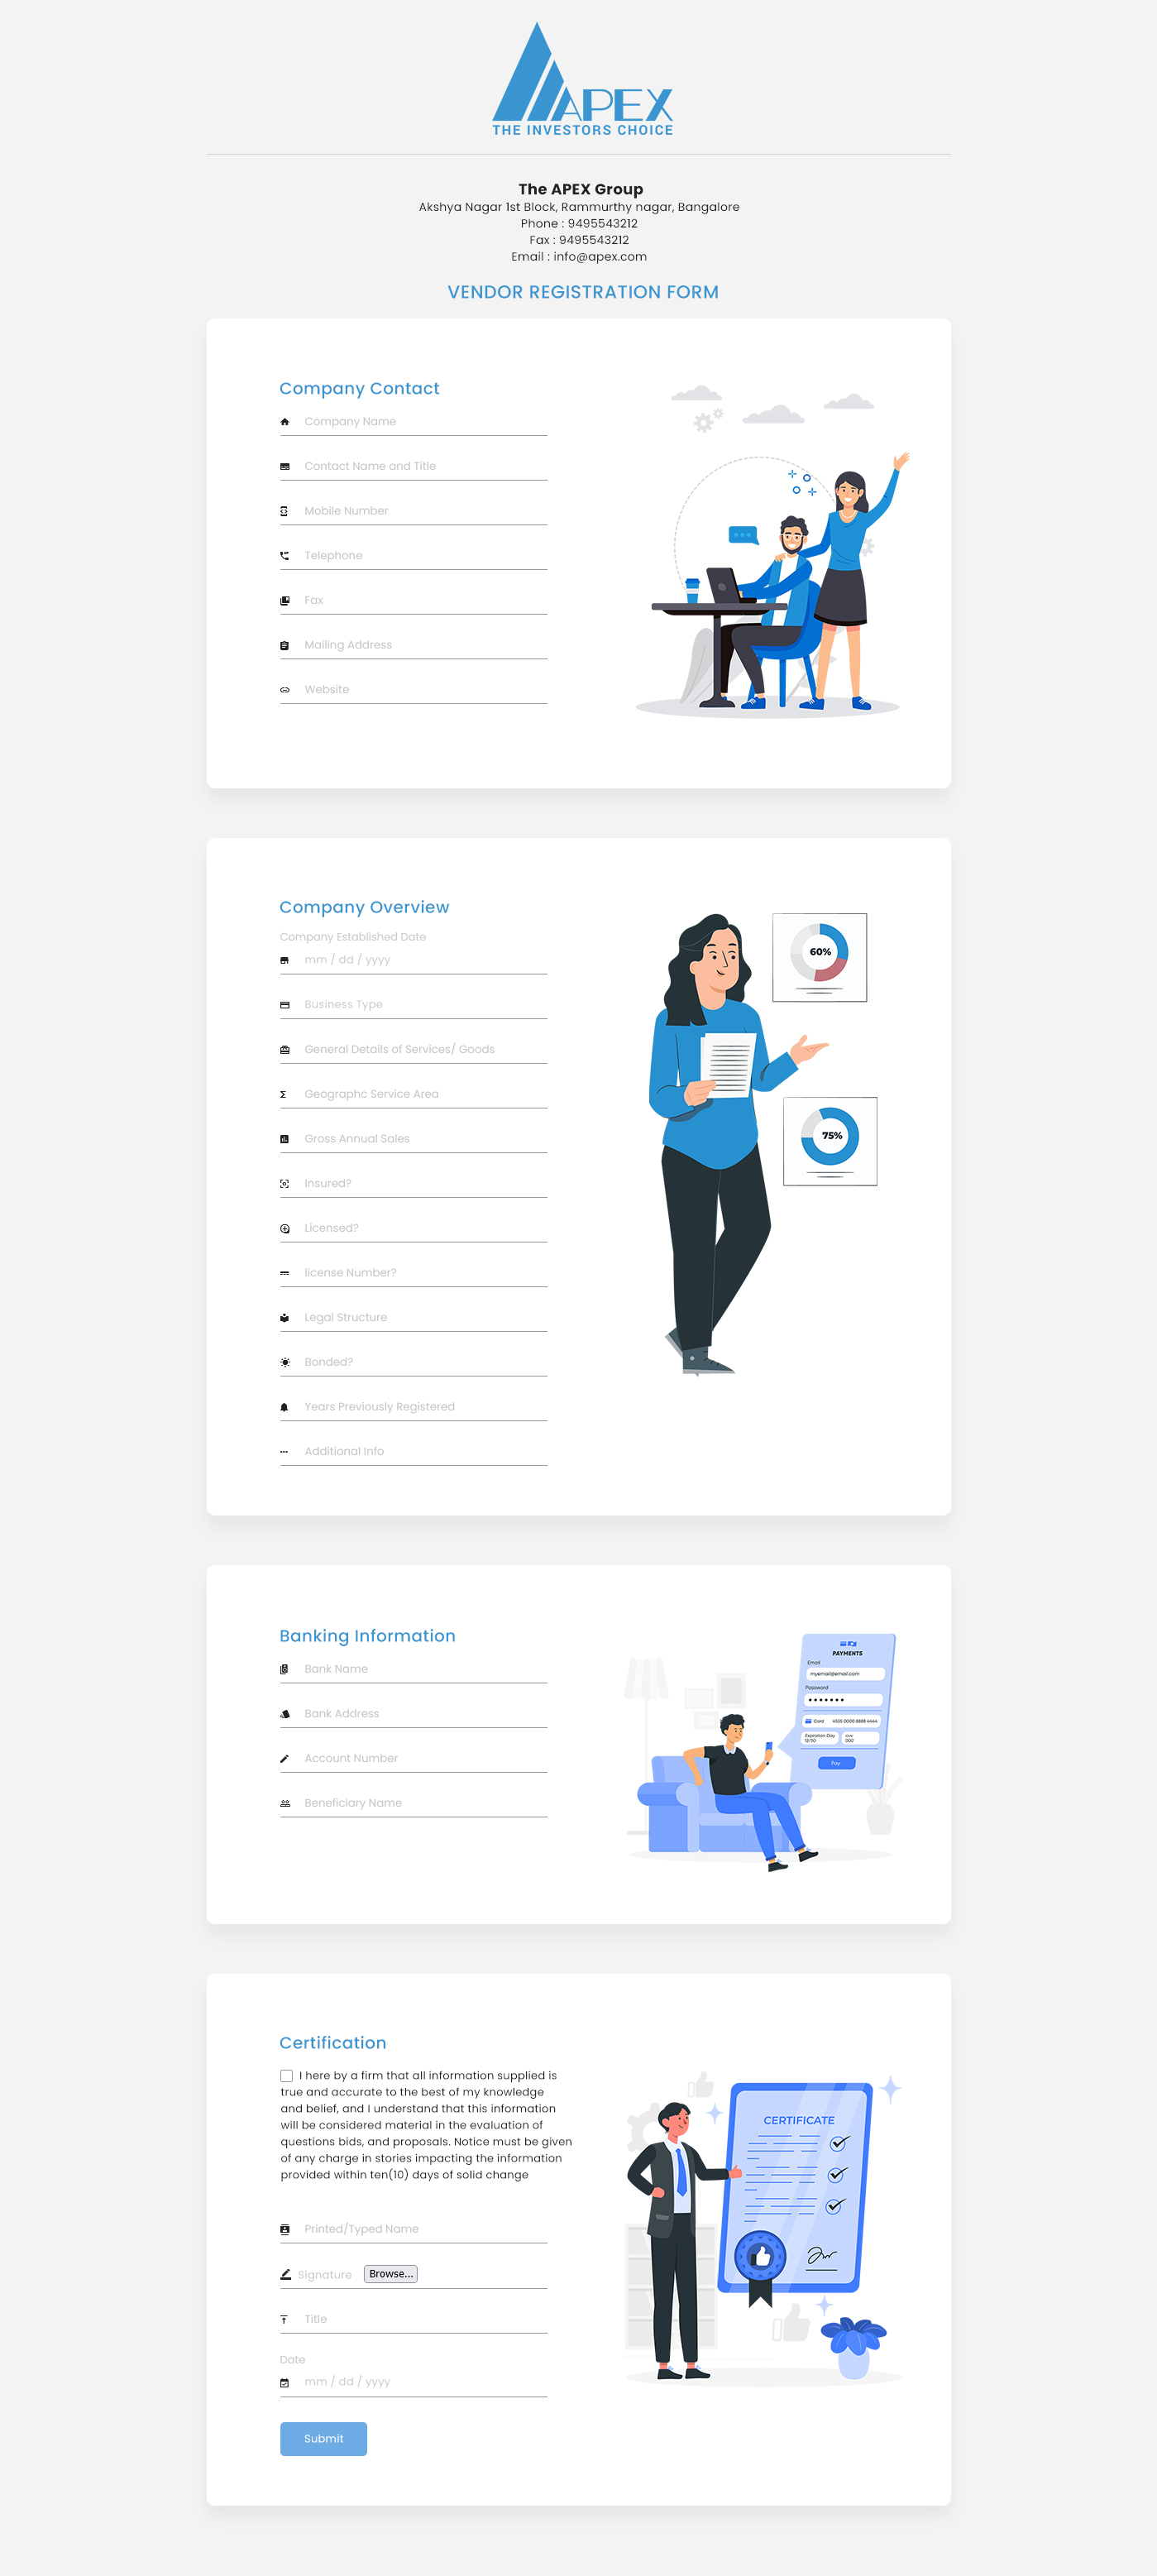 APEX
THE INVESTORS CHOICE
The APEX Group
Akshya Nagar 1st Block, Rammurthy nagar, Bangalore
Phone : 9495543212
Fax : 9495543212
Email : info@apex.com
VENDOR REGISTRATION FORM
Company Contact
Company Name
Contact Name and Title
Mobile Number
Telephone
Fax
Mailing Address
Website
Company Overview
Company Established Date
mm / dd / yyyy
Business Type
General Details of Services/ Goods
Geographc Service Area
Gross Annual Sales
Insured?
Licensed?
license Number?
Legal Structure
Bonded?
Years Previously Registered
Additional Info
60%
75%
Banking Information
Bank Name
Bank Address
Account Number
Beneficiary Name
PAYMENTS
Email
myemail@email.com
Password
Card 4555 0000 8888 4444
Expiration Day
12/30
cvv
000
Pay
Certification
I here by a firm that all information supplied is
true and accurate to the best of my knowledge
and belief, and I understand that this information
will be considered material in the evaluation of
questions bids, and proposals. Notice must be given
of any charge in stories impacting the information
provided within ten(10) days of solid change
Printed/Typed Name
Signature Browse...
Title
Date
mm / dd / yyyy
Submit
CERTIFICATE